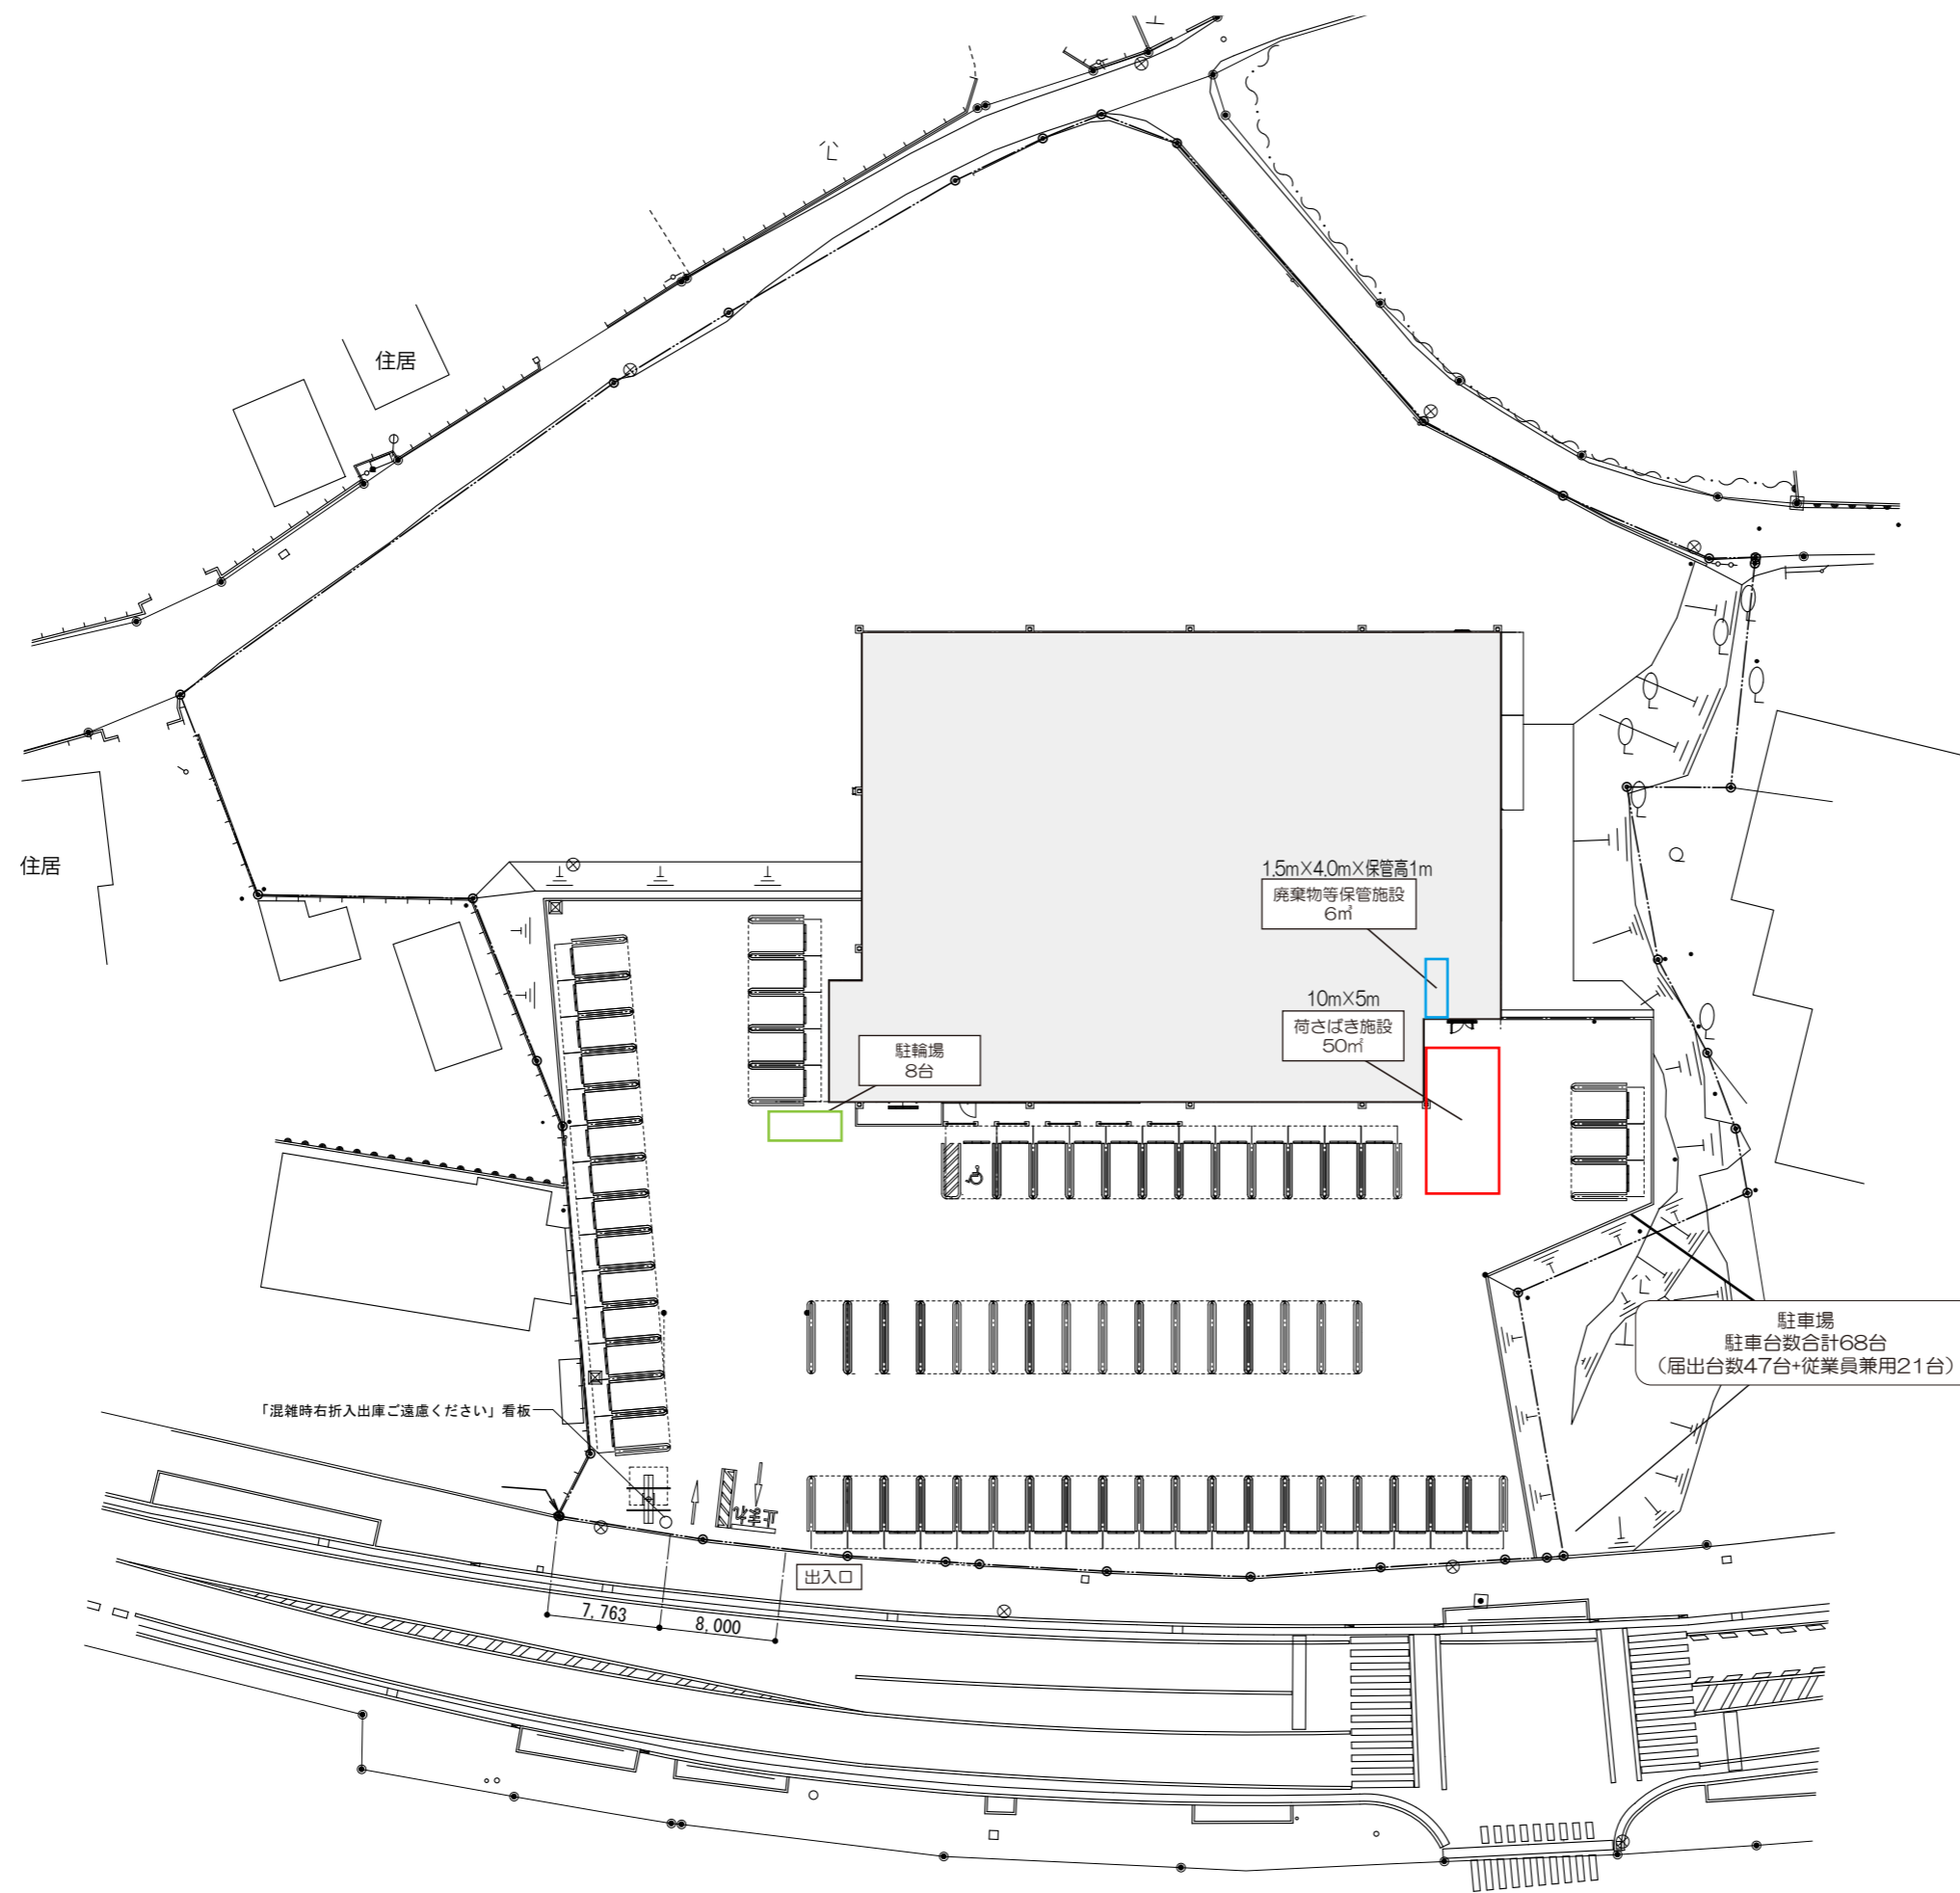 住居
住居
1.5m×4.0m×保管高1m
廃棄物等保管施設
6㎥
10m×5m
荷さばき施設
50㎡
駐輪場
8台
駐車場
駐車台数合計68台
（届出台数47台+従業員兼用21台）
「混雑時右折入出庫ご遠慮ください」看板
出入口
7,763
8,000